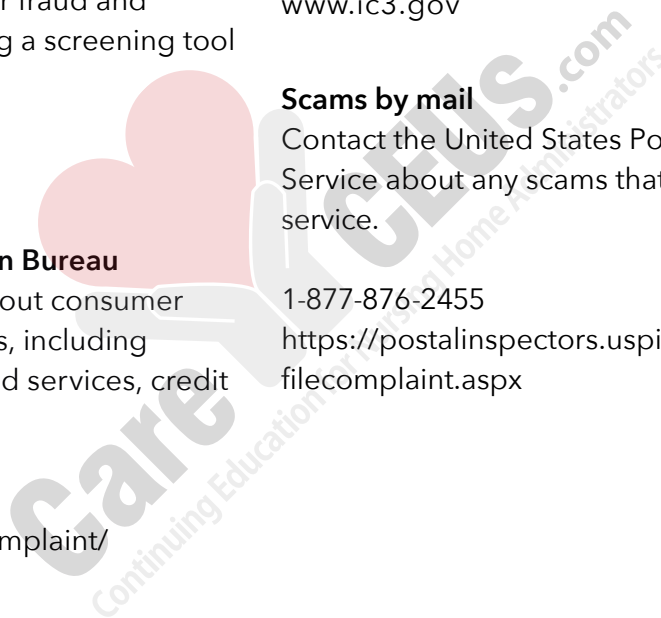 r fraud and
g a screening tool
n Bureau
out consumer
s, including
d services, credit
mplaint/
www.ic3.gov
Scams by mail
Contact the United States Po
Service about any scams that
service.
1-877-876-2455
https://postalinspectors.uspi
filecomplaint.aspx
Care CEUs.com
Continuing Education for Nursing Home Administrators